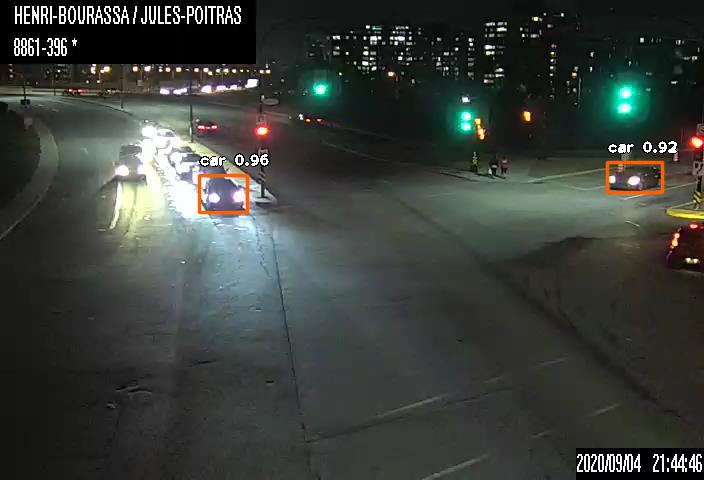 HENRI-BOURASSA / JULES-POITRAS
8861-396 *
car 0.96
car 0.92
2020/09/04 21:44:46